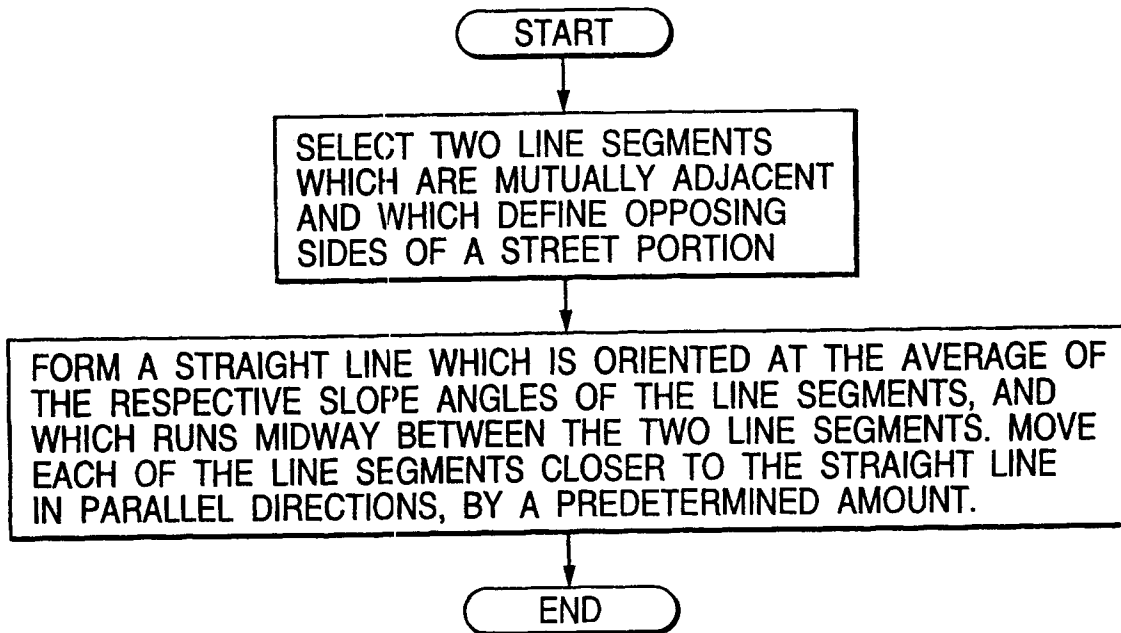 START
SELECT TWO LINE SEGMENTS
WHICH ARE MUTUALLY ADJACENT
AND WHICH DEFINE OPPOSING
SIDES OF A STREET PORTION
FORM A STRAIGHT LINE WHICH IS ORIENTED AT THE AVERAGE OF
THE RESPECTIVE SLOPE ANGLES OF THE LINE SEGMENTS, AND
WHICH RUNS MIDWAY BETWEEN THE TWO LINE SEGMENTS. MOVE
EACH OF THE LINE SEGMENTS CLOSER TO THE STRAIGHT LINE
IN PARALLEL DIRECTIONS, BY A PREDETERMINED AMOUNT.
END